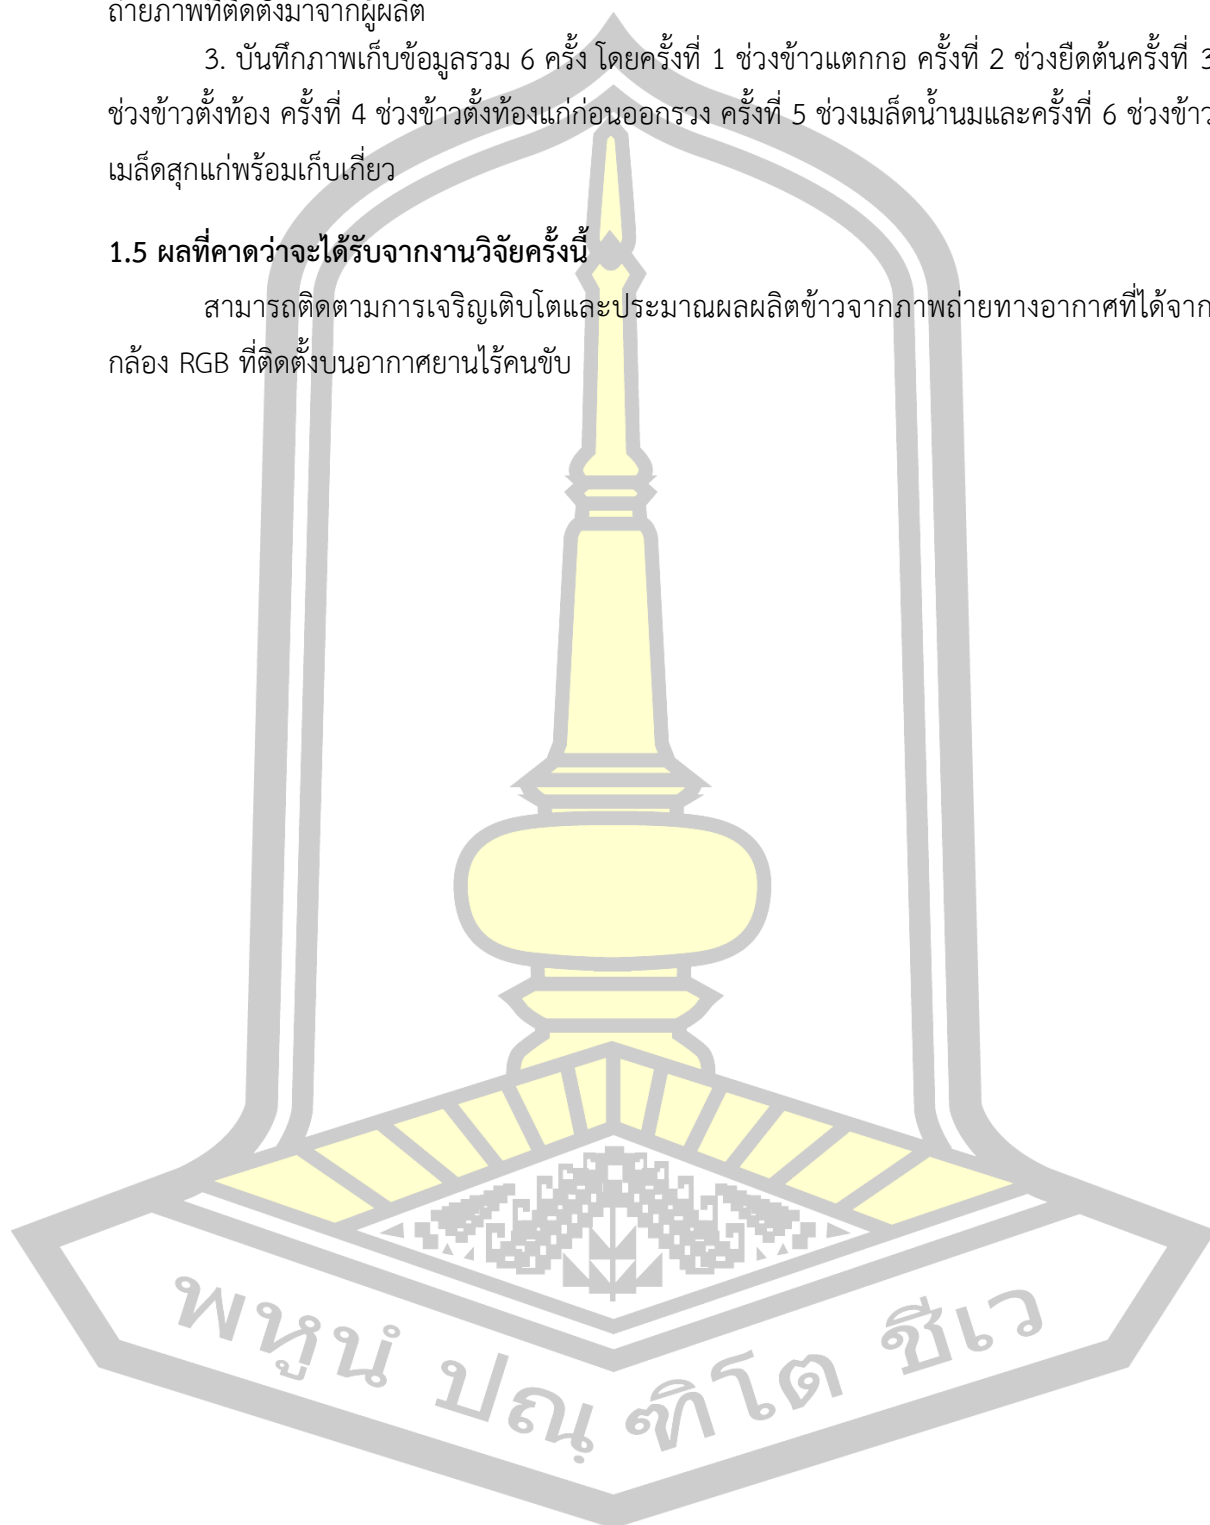 ถ่ายภาพที่ติดตั้งมาจากผู้ผลิต
3. บันทึกภาพเก็บข้อมูลรวม 6 ครั้ง โดยครั้งที่ 1 ช่วงข้าวแตกกอ ครั้งที่ 2 ช่วงยืดต้นครั้งที่ 3
ช่วงข้าวตั้งท้อง ครั้งที่ 4 ช่วงข้าวตั้งท้องแก่ก่อนออกรวง ครั้งที่ 5 ช่วงเมล็ดน้ำนมและครั้งที่ 6 ช่วงข้าว
เมล็ดสุกแก่พร้อมเก็บเกี่ยว
1.5 ผลที่คาดว่าจะได้รับจากงานวิจัยครั้งนี้
สามารถติดตามการเจริญเติบโตและประมาณผลผลิตข้าวจากภาพถ่ายทางอากาศที่ได้จาก
กล้อง RGB ที่ติดตั้งบนอากาศยานไร้คนขับ
พหูนํ ปณฺ ฑิโต ชีเว